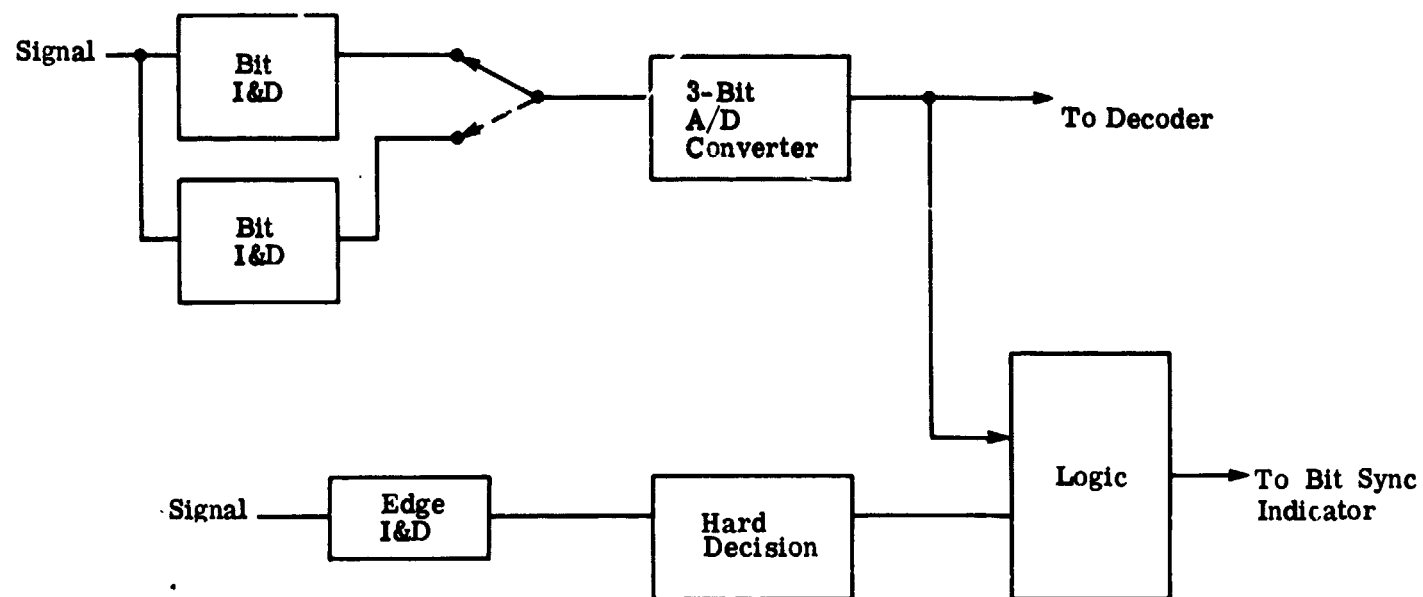 Signal
Bit
I&D
3-Bit
A/D
Converter
To Decoder
Bit
I&D
Signal
Edge
I&D
Hard
Decision
Logic
To Bit Sync
Indicator